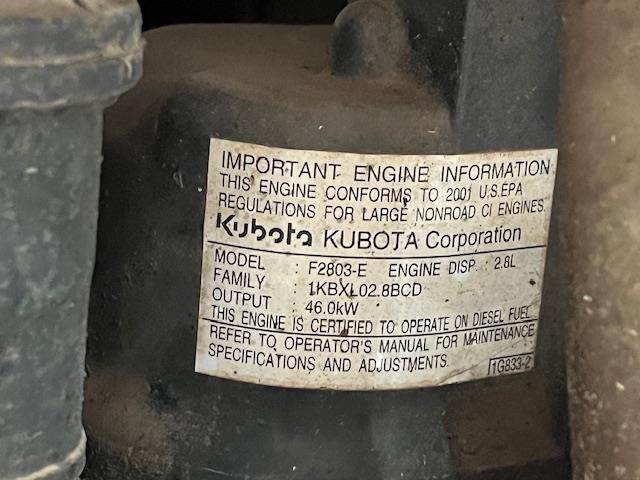 IMPORTANT ENGINE INFORMATION
THIS ENGINE CONFORMS TO 2001 U.S.EPA
REGULATIONS FOR LARGE NONROAD CI ENGINES.
Kubota KUBOTA Corporation
MODEL : F2803-E ENGINE DISP. : 2.8L
FAMILY : 1KBXL02.8BCD
OUTPUT : 46.0kW
THIS ENGINE IS CERTIFIED TO OPERATE ON DIESEL FUEL
REFER TO OPERATOR'S MANUAL FOR MAINTENANCE
SPECIFICATIONS AND ADJUSTMENTS.
1G833-2